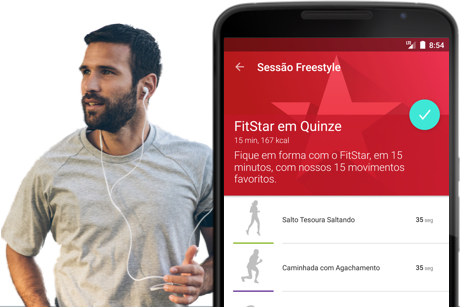 LTE 8:54
Sessão Freestyle
FitStar em Quinze
15 min, 167 kcal
Fique em forma com o FitStar, em 15
minutos, com nossos 15 movimentos
favoritos.
Salto Tesoura Saltando 35 seg
Caminhada com Agachamento 35 seg